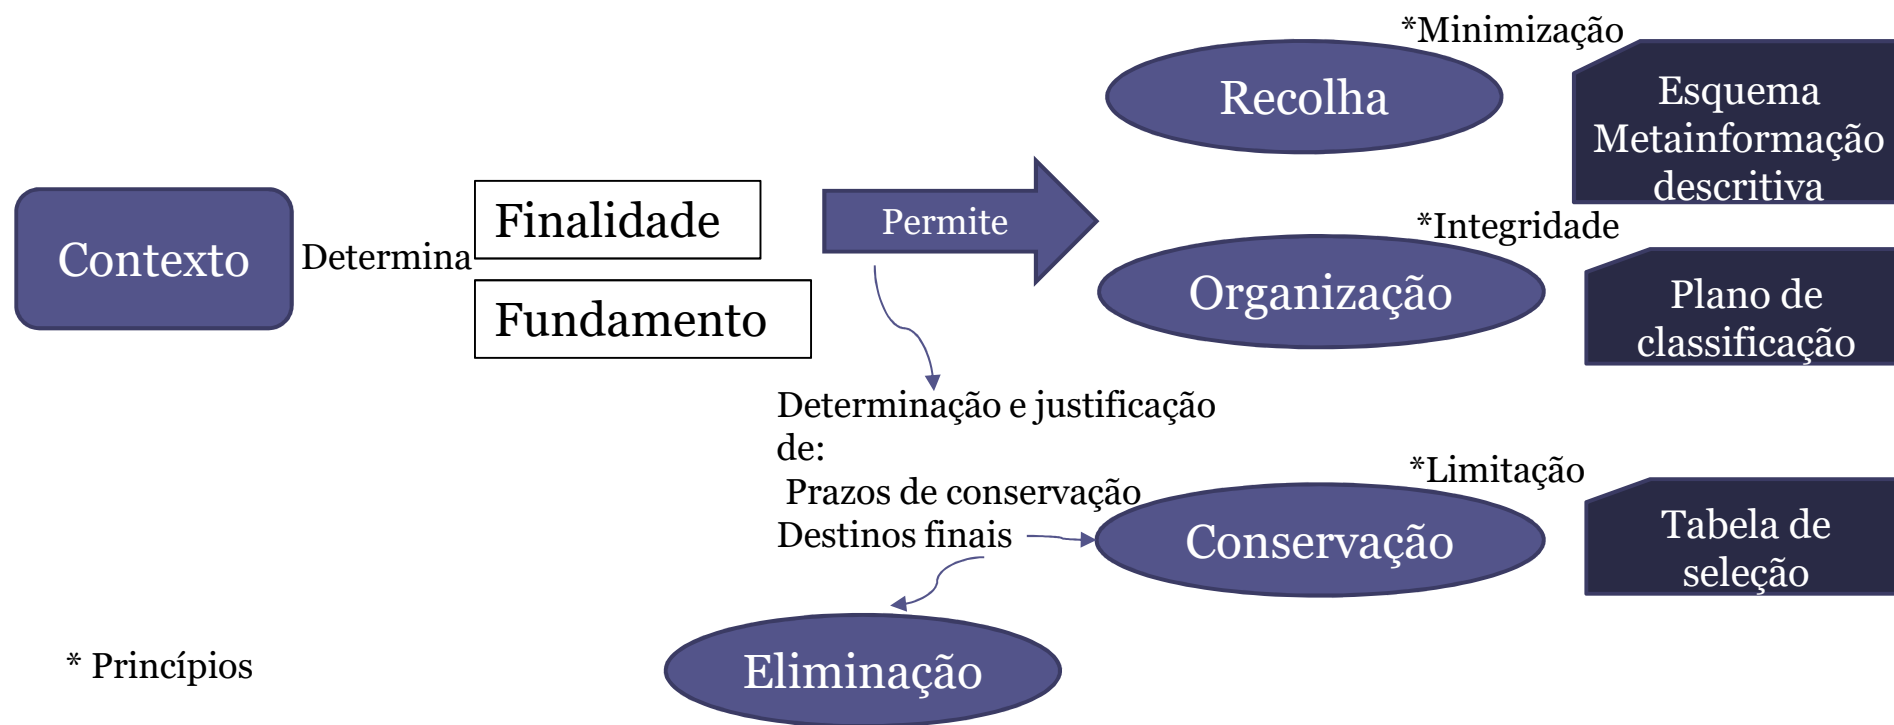 *Minimização
Recolha
Esquema
Metainformação
descritiva
Contexto
Determina
Finalidade
Fundamento
Permite
*Integridade
Organização
Plano de
classificação
Determinação e justificação
de:
Prazos de conservação
Destinos finais
*Limitação
Conservação
Tabela de
seleção
Eliminação
* Princípios